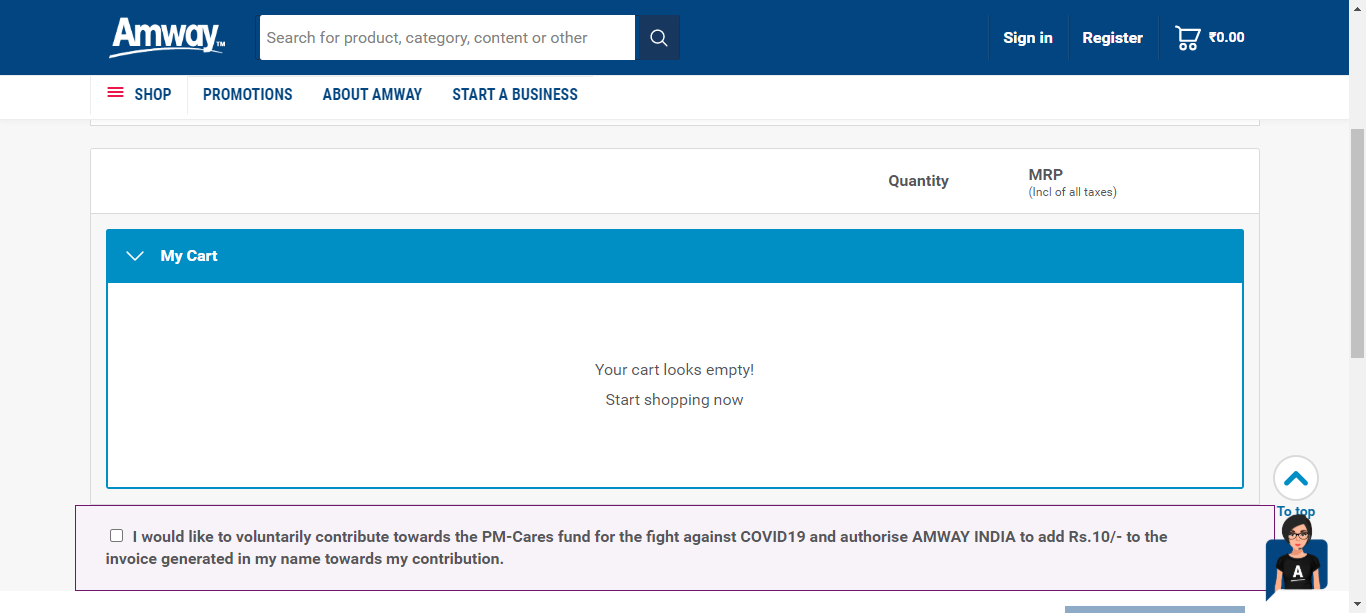 Amway™
Search for product, category, content or other
Sign in
Register
₹0.00
SHOP
PROMOTIONS
ABOUT AMWAY
START A BUSINESS
Quantity
MRP
(Incl of all taxes)
My Cart
Your cart looks empty!
Start shopping now
To top
I would like to voluntarily contribute towards the PM-Cares fund for the fight against COVID19 and authorise AMWAY INDIA to add Rs.10/- to the
invoice generated in my name towards my contribution.
A